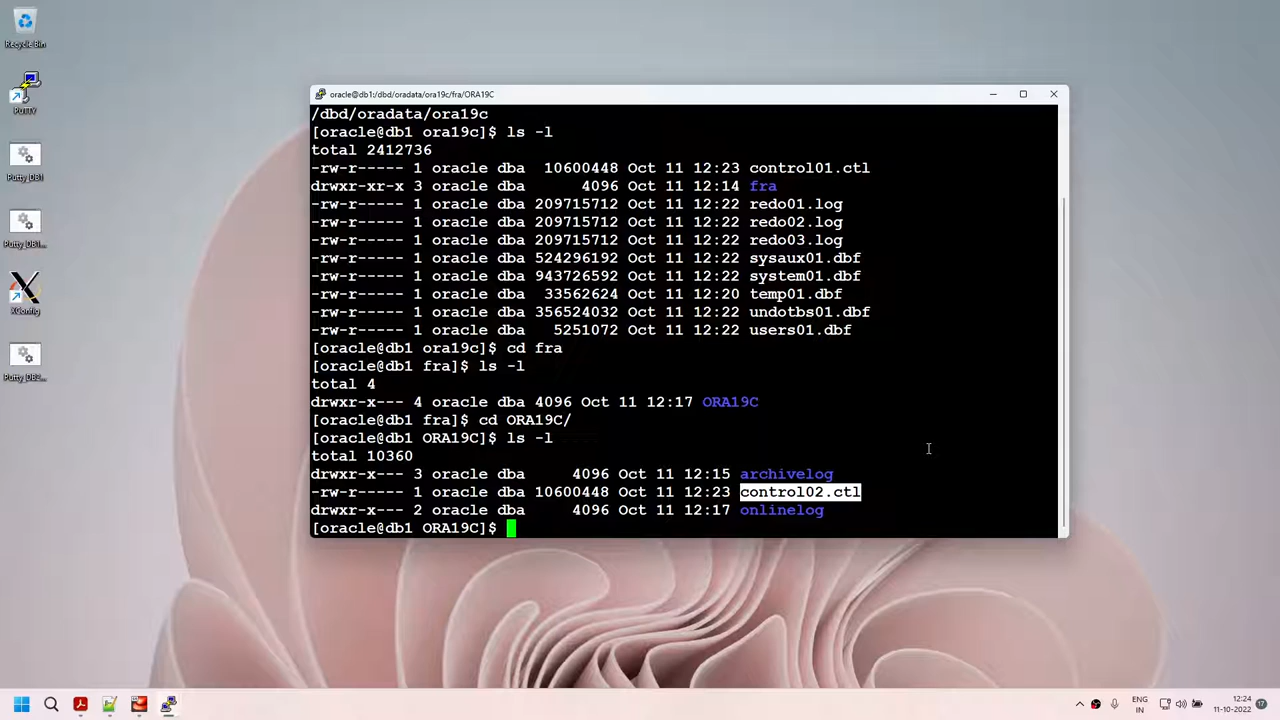 Recycle Bin
PuTTY
Putty_DB1
Putty_DB1...
XConfig
Putty_DB2...
oracle@db1:/dbd/oradata/ora19c/fra/ORA19C
/dbd/oradata/ora19c
[oracle@db1 ora19c]$ ls -l
total 2412736
-rw-r----- 1 oracle dba  10600448 Oct 11 12:23 control01.ctl
drwxr-xr-x 3 oracle dba      4096 Oct 11 12:14 fra
-rw-r----- 1 oracle dba 209715712 Oct 11 12:22 redo01.log
-rw-r----- 1 oracle dba 209715712 Oct 11 12:22 redo02.log
-rw-r----- 1 oracle dba 209715712 Oct 11 12:22 redo03.log
-rw-r----- 1 oracle dba 524296192 Oct 11 12:22 sysaux01.dbf
-rw-r----- 1 oracle dba 943726592 Oct 11 12:22 system01.dbf
-rw-r----- 1 oracle dba  33562624 Oct 11 12:20 temp01.dbf
-rw-r----- 1 oracle dba 356524032 Oct 11 12:22 undotbs01.dbf
-rw-r----- 1 oracle dba   5251072 Oct 11 12:22 users01.dbf
[oracle@db1 ora19c]$ cd fra
[oracle@db1 fra]$ ls -l
total 4
drwxr-x--- 4 oracle dba 4096 Oct 11 12:17 ORA19C
[oracle@db1 fra]$ cd ORA19C/
[oracle@db1 ORA19C]$ ls -l
total 10360
drwxr-x--- 3 oracle dba     4096 Oct 11 12:15 archivelog
-rw-r----- 1 oracle dba 10600448 Oct 11 12:23 control02.ctl
drwxr-x--- 2 oracle dba     4096 Oct 11 12:17 onlinelog
[oracle@db1 ORA19C]$
ENG
IN
12:24
11-10-2022
17